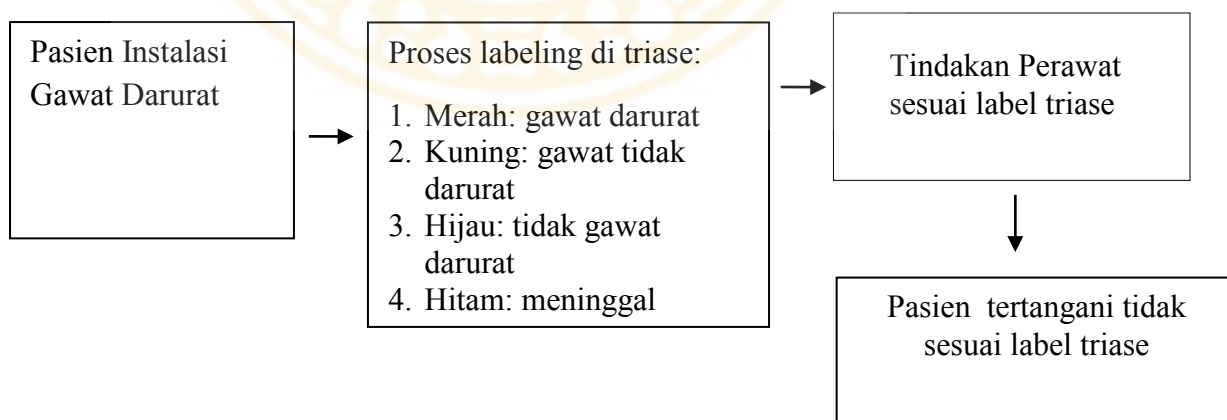 Pasien Instalasi
Gawat Darurat
Proses labeling di triase:
1. Merah: gawat darurat
2. Kuning: gawat tidak
darurat
3. Hijau: tidak gawat
darurat
4. Hitam: meninggal
Tindakan Perawat
sesuai label triase
Pasien tertangani tidak
sesuai label triase